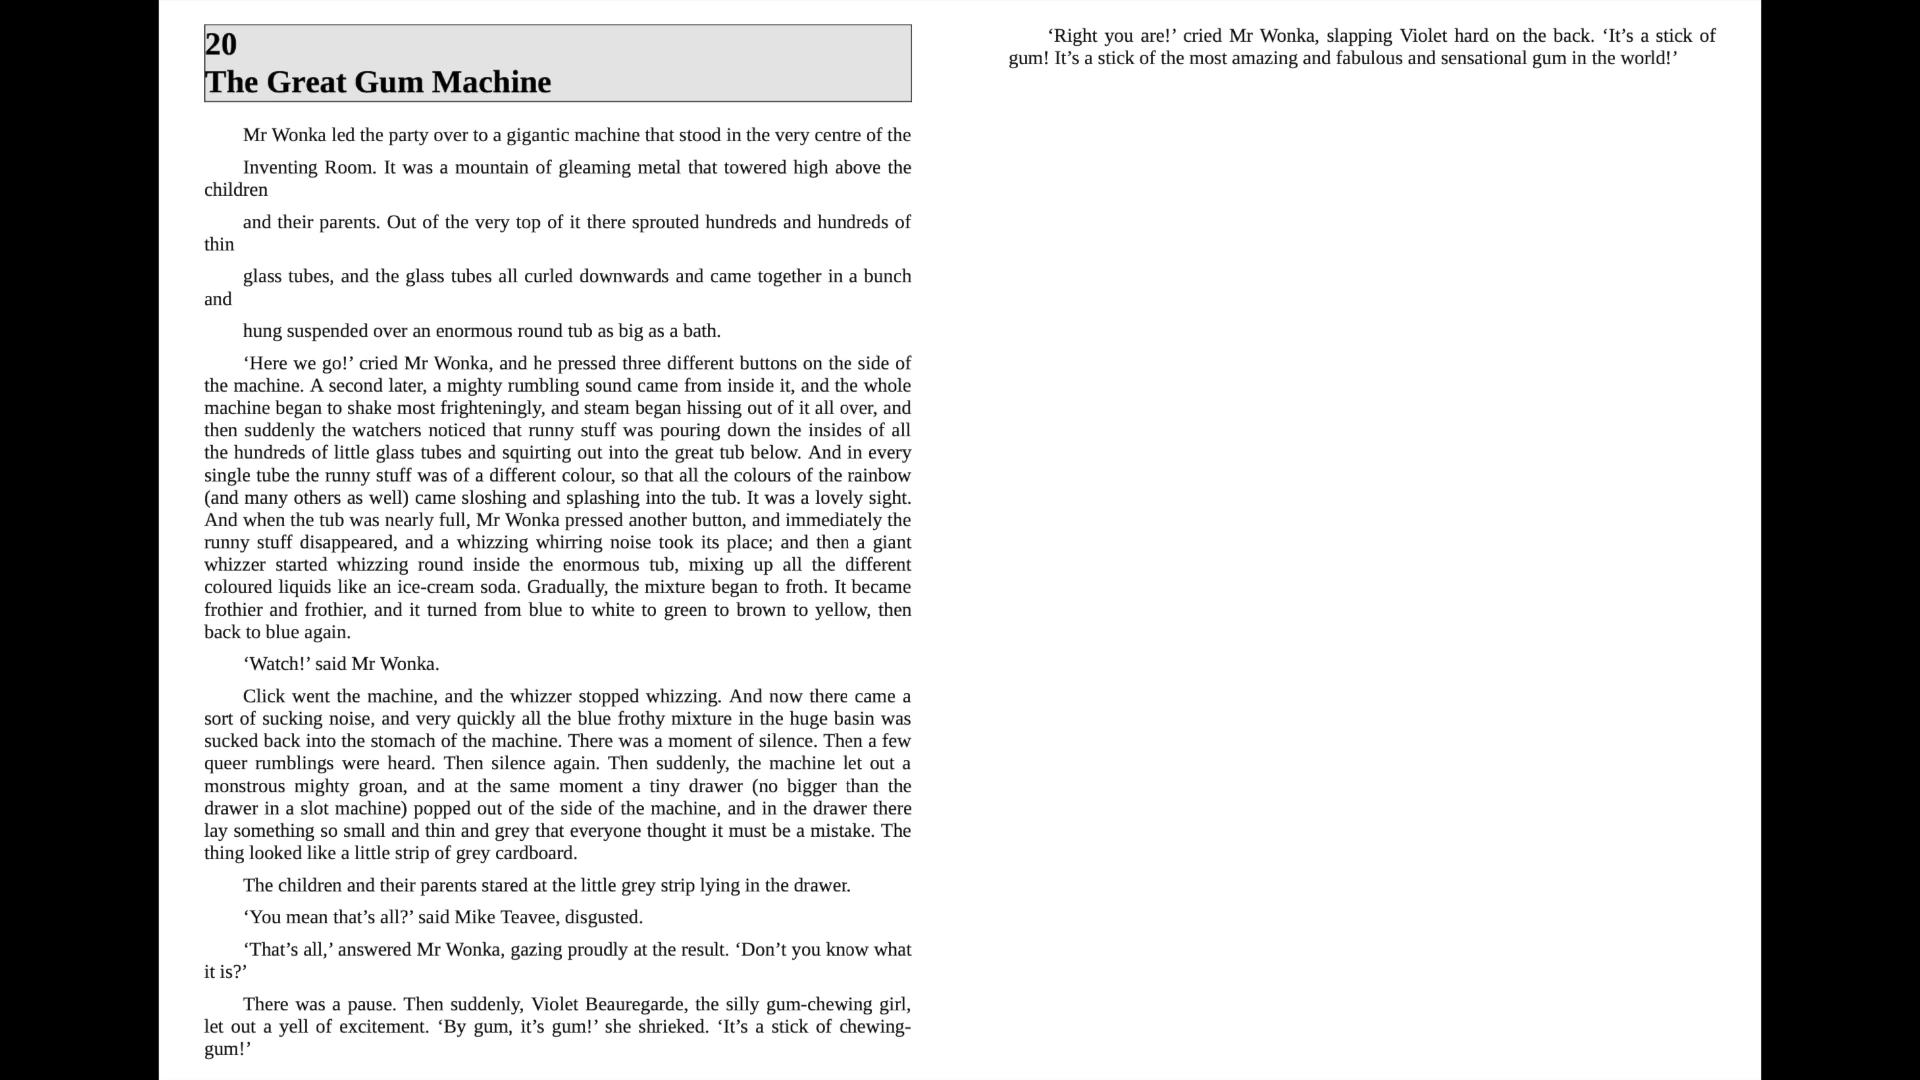 20
The Great Gum Machine
Mr Wonka led the party over to a gigantic machine that stood in the very centre of the
Inventing Room. It was a mountain of gleaming metal that towered high above the
children
and their parents. Out of the very top of it there sprouted hundreds and hundreds of
thin
glass tubes, and the glass tubes all curled downwards and came together in a bunch
and
hung suspended over an enormous round tub as big as a bath.
‘Here we go!’ cried Mr Wonka, and he pressed three different buttons on the side of
the machine. A second later, a mighty rumbling sound came from inside it, and the whole
machine began to shake most frighteningly, and steam began hissing out of it all over, and
then suddenly the watchers noticed that runny stuff was pouring down the insides of all
the hundreds of little glass tubes and squirting out into the great tub below. And in every
single tube the runny stuff was of a different colour, so that all the colours of the rainbow
(and many others as well) came sloshing and splashing into the tub. It was a lovely sight.
And when the tub was nearly full, Mr Wonka pressed another button, and immediately the
runny stuff disappeared, and a whizzing whirring noise took its place; and then a giant
whizzer started whizzing round inside the enormous tub, mixing up all the different
coloured liquids like an ice-cream soda. Gradually, the mixture began to froth. It became
frothier and frothier, and it turned from blue to white to green to brown to yellow, then
back to blue again.
‘Watch!’ said Mr Wonka.
Click went the machine, and the whizzer stopped whizzing. And now there came a
sort of sucking noise, and very quickly all the blue frothy mixture in the huge basin was
sucked back into the stomach of the machine. There was a moment of silence. Then a few
queer rumblings were heard. Then silence again. Then suddenly, the machine let out a
monstrous mighty groan, and at the same moment a tiny drawer (no bigger than the
drawer in a slot machine) popped out of the side of the machine, and in the drawer there
lay something so small and thin and grey that everyone thought it must be a mistake. The
thing looked like a little strip of grey cardboard.
The children and their parents stared at the little grey strip lying in the drawer.
‘You mean that’s all?’ said Mike Teavee, disgusted.
‘That’s all,’ answered Mr Wonka, gazing proudly at the result. ‘Don’t you know what
it is?’
There was a pause. Then suddenly, Violet Beauregarde, the silly gum-chewing girl,
let out a yell of excitement. ‘By gum, it’s gum!’ she shrieked. ‘It’s a stick of chewing-
gum!’
‘Right you are!’ cried Mr Wonka, slapping Violet hard on the back. ‘It’s a stick of
gum! It’s a stick of the most amazing and fabulous and sensational gum in the world!’